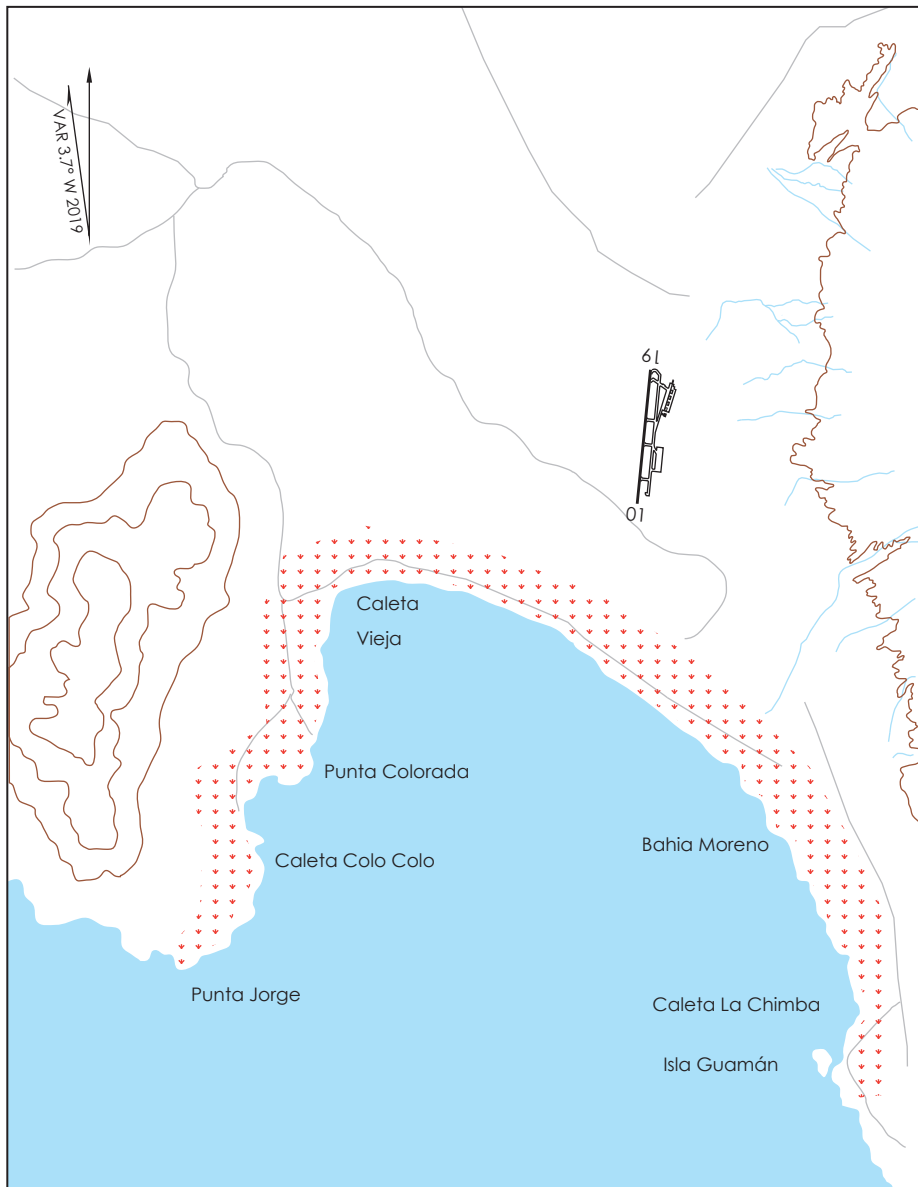 VAR 3.7° W 2019
19
01
Caleta
Vieja
Punta Colorada
Bahia Moreno
Caleta Colo Colo
Punta Jorge
Caleta La Chimba
Isla Guamán